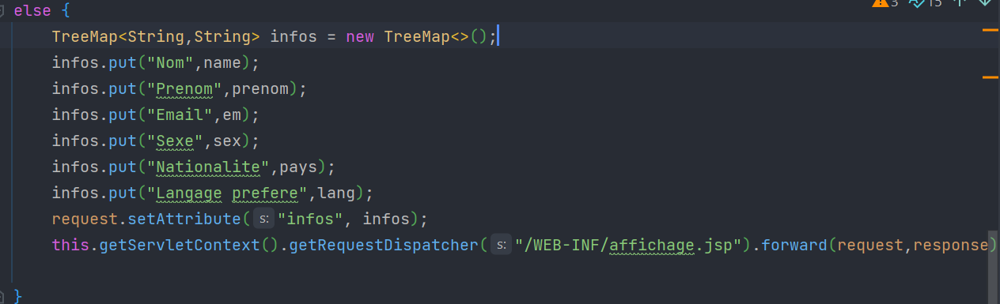 3 15
else {
TreeMap<String,String> infos = new TreeMap<>();
infos.put("Nom",name);
infos.put("Prenom",prenom);
infos.put("Email",em);
infos.put("Sexe",sex);
infos.put("Nationalite",pays);
infos.put("Langage prefere",lang);
request.setAttribute( s: "infos", infos);
this.getServletContext().getRequestDispatcher( s: "/WEB-INF/affichage.jsp").forward(request,response)
}